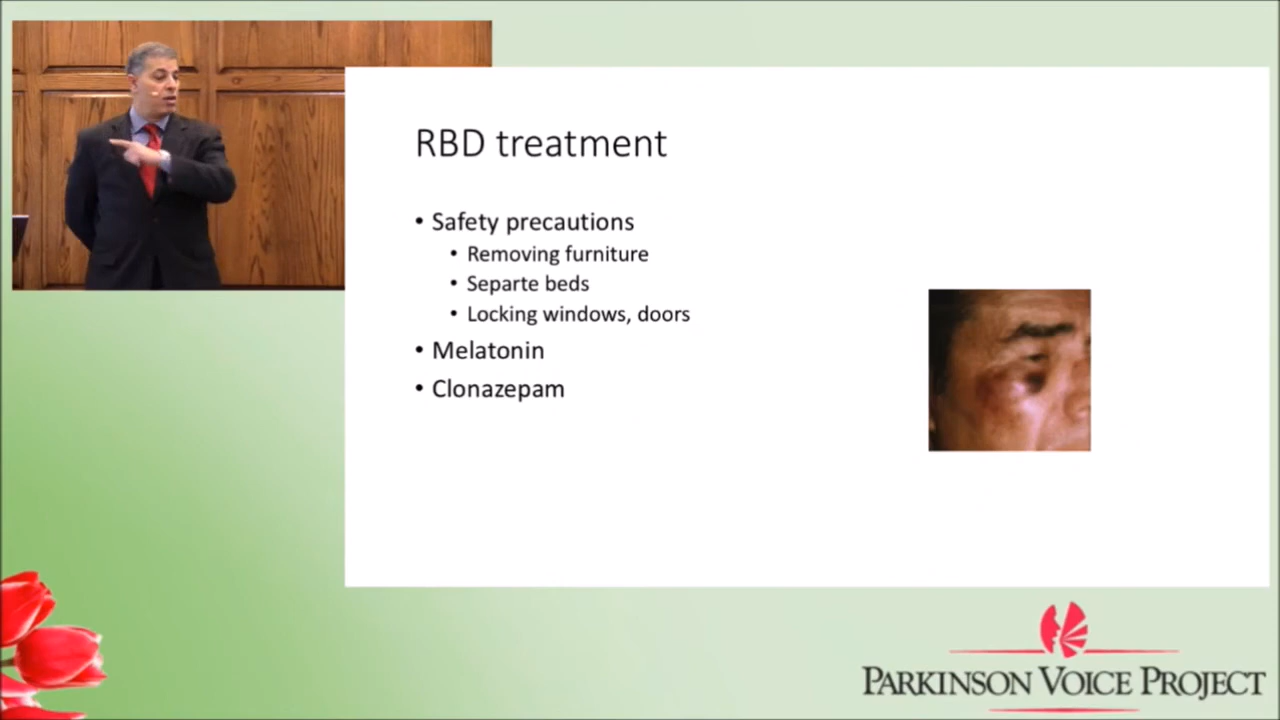 RBD treatment
• Safety precautions
• Removing furniture
• Separte beds
• Locking windows, doors
• Melatonin
• Clonazepam
PARKINSON VOICE PROJECT